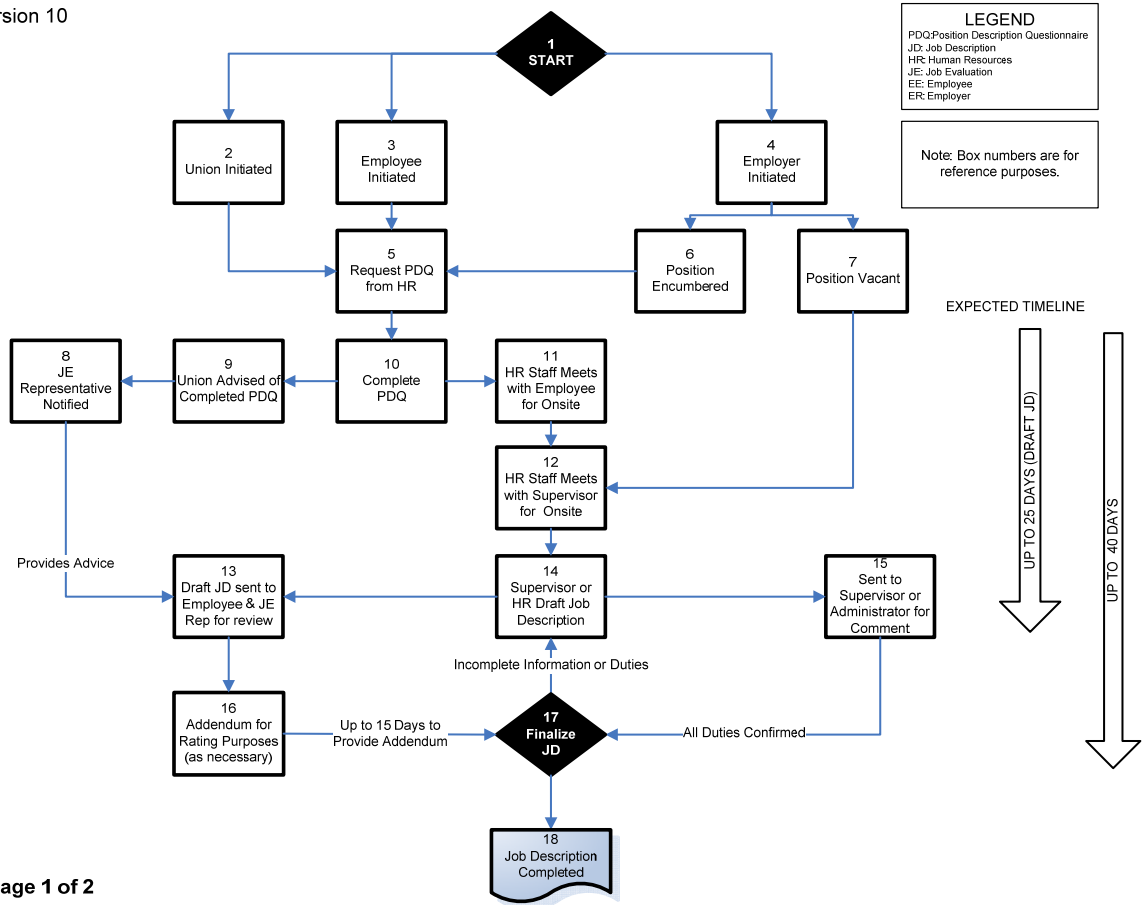 rsion 10
1
START
LEGEND
PDQ:Position Description Questionnaire
JD: Job Description
HR: Human Resources
JE: Job Evaluation
EE: Employee
ER: Employer
Note: Box numbers are for
reference purposes.
2
Union Initiated
3
Employee
Initiated
4
Employer
Initiated
5
Request PDQ
from HR
6
Position
Encumbered
7
Position Vacant
EXPECTED TIMELINE
8
JE
Representative
Notified
9
Union Advised of
Completed PDQ
10
Complete
PDQ
11
HR Staff Meets
with Employee
for Onsite
12
HR Staff Meets
with Supervisor
for Onsite
UP TO 25 DAYS (DRAFT JD)
UP TO 40 DAYS
Provides Advice
13
Draft JD sent to
Employee & JE
Rep for review
14
Supervisor or
HR Draft Job
Description
15
Sent to
Supervisor or
Administrator for
Comment
Incomplete Information or Duties
16
Addendum for
Rating Purposes
(as necessary)
Up to 15 Days to
Provide Addendum
17
Finalize
JD
All Duties Confirmed
18
Job Description
Completed
age 1 of 2